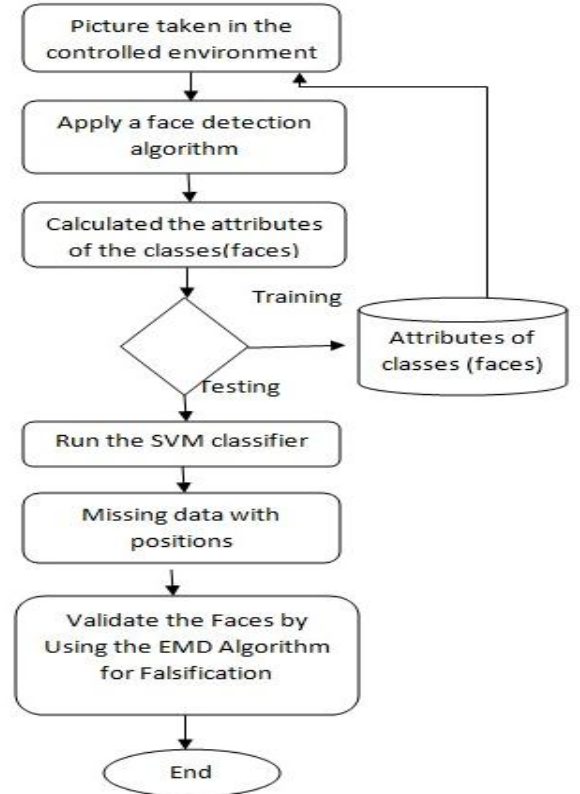 Picture taken in the
controlled environment
Apply a face detection
algorithm
Calculated the attributes
of the classes(faces)
Training
Attributes of
classes (faces)
Testing
Run the SVM classifier
Missing data with
positions
Validate the Faces by
Using the EMD Algorithm
for Falsification
End